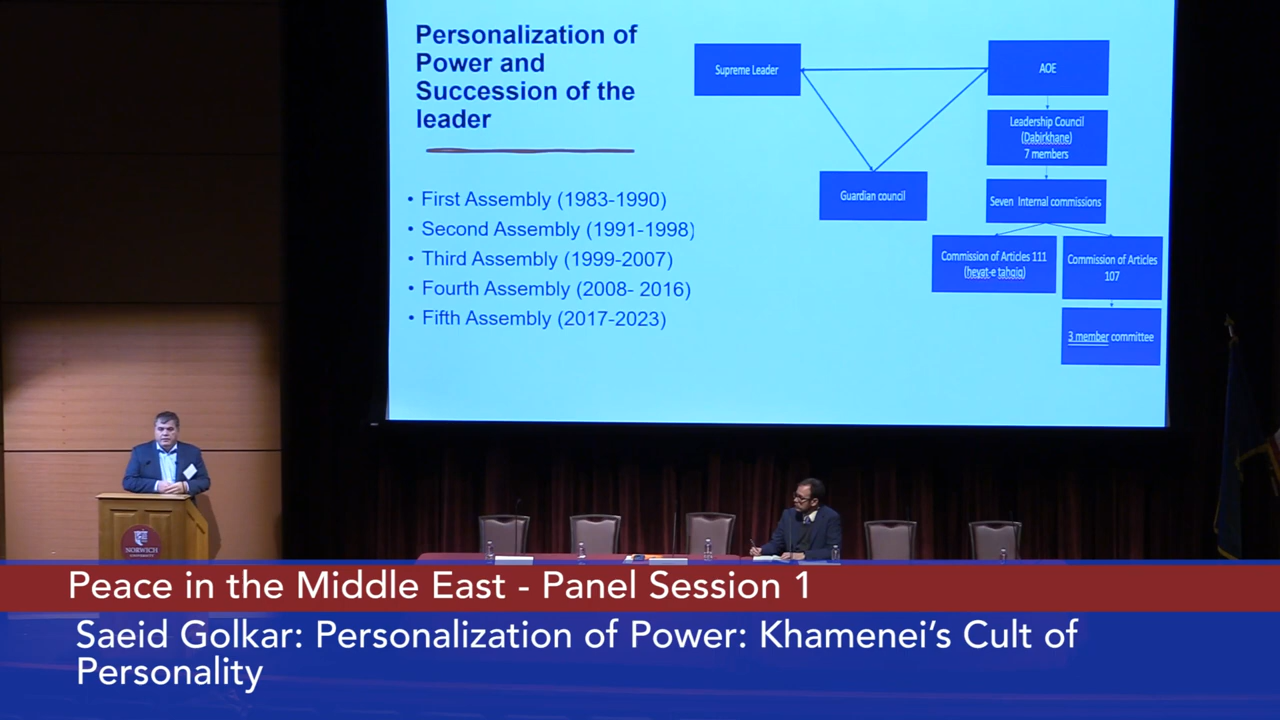 Personalization of
Power and
Succession of the
leader
• First Assembly (1983-1990)
• Second Assembly (1991-1998)
• Third Assembly (1999-2007)
• Fourth Assembly (2008- 2016)
• Fifth Assembly (2017-2023)
Supreme Leader
AOE
Leadership Council
(Dabirkhane)
7 members
Guardian council
Seven Internal commissions
Commission of Articles 111
(heyat-e tahqiq)
Commission of Articles
107
3 member committee
NORWICH
UNIVERSITY
Peace in the Middle East - Panel Session 1
Saeid Golkar: Personalization of Power: Khamenei’s Cult of
Personality